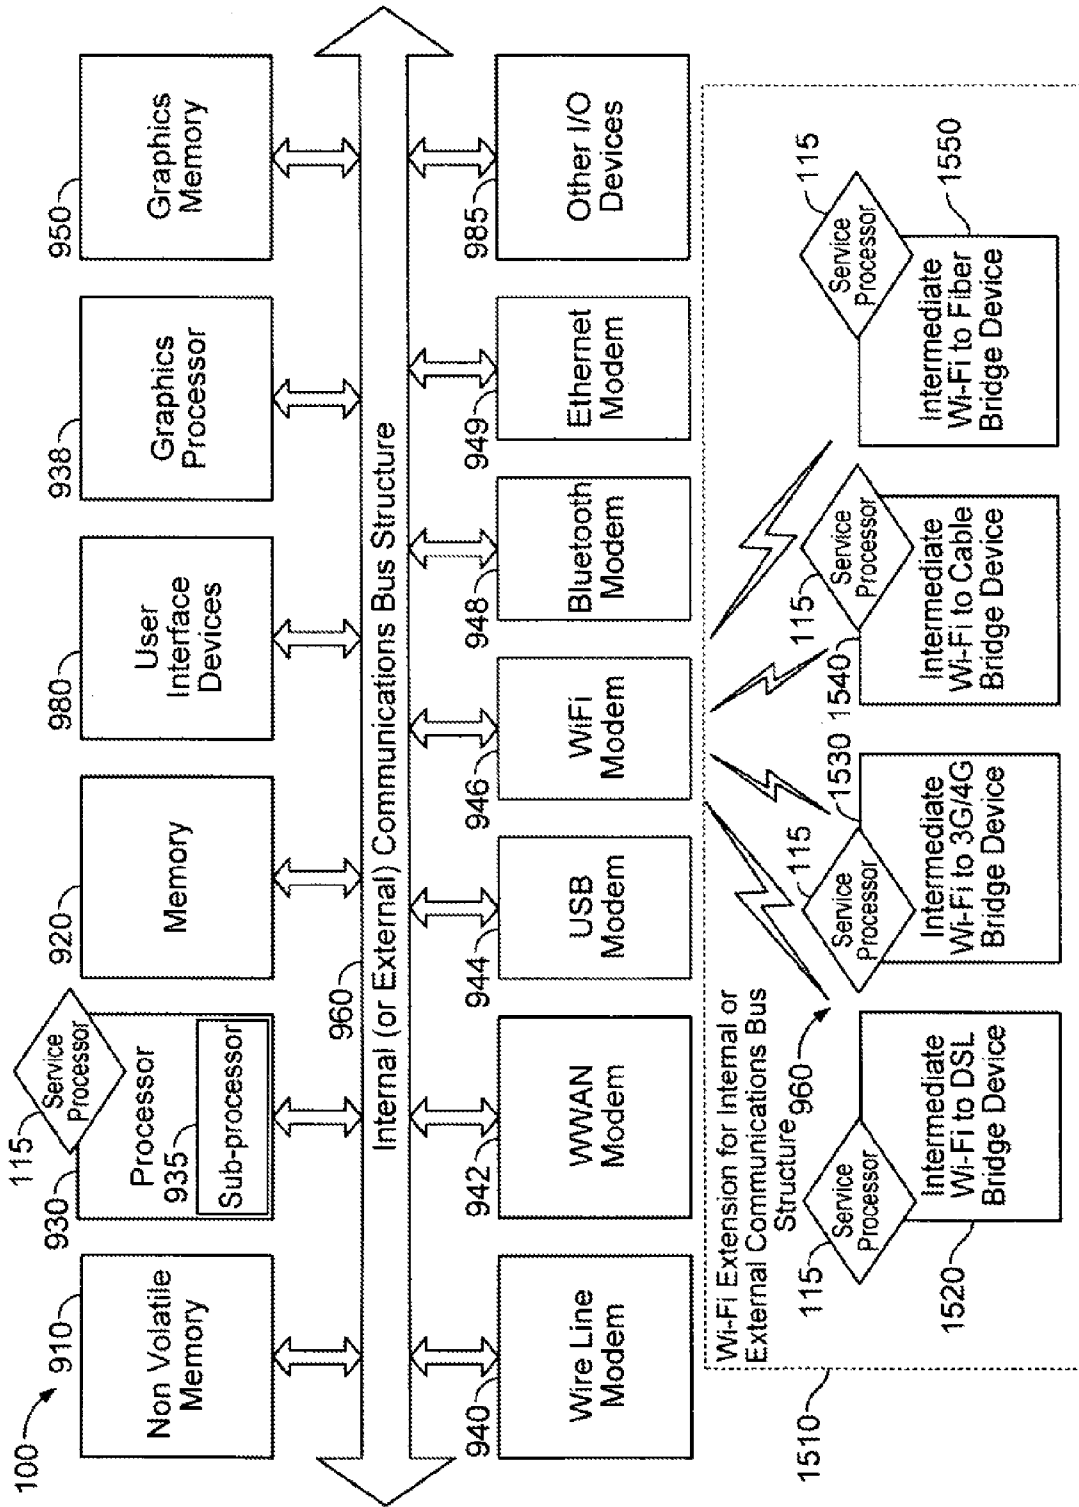 100
910
Non Volatile
Memory
930
115
Service
Processor
Processor
935
Sub-processor
920
Memory
980
User
Interface
Devices
938
Graphics
Processor
950
Graphics
Memory
960
Internal (or External) Communications Bus Structure
940
Wire Line
Modem
942
WWAN
Modem
944
USB
Modem
946
WiFi
Modem
948
Bluetooth
Modem
949
Ethernet
Modem
985
Other I/O
Devices
1510
Wi-Fi Extension for Internal or
External Communications Bus
Structure
960
115
Service
Processor
1520
Intermediate
Wi-Fi to DSL
Bridge Device
115
Service
Processor
1530
Intermediate
Wi-Fi to 3G/4G
Bridge Device
115
Service
Processor
1540
Intermediate
Wi-Fi to Cable
Bridge Device
115
Service
Processor
1550
Intermediate
Wi-Fi to Fiber
Bridge Device